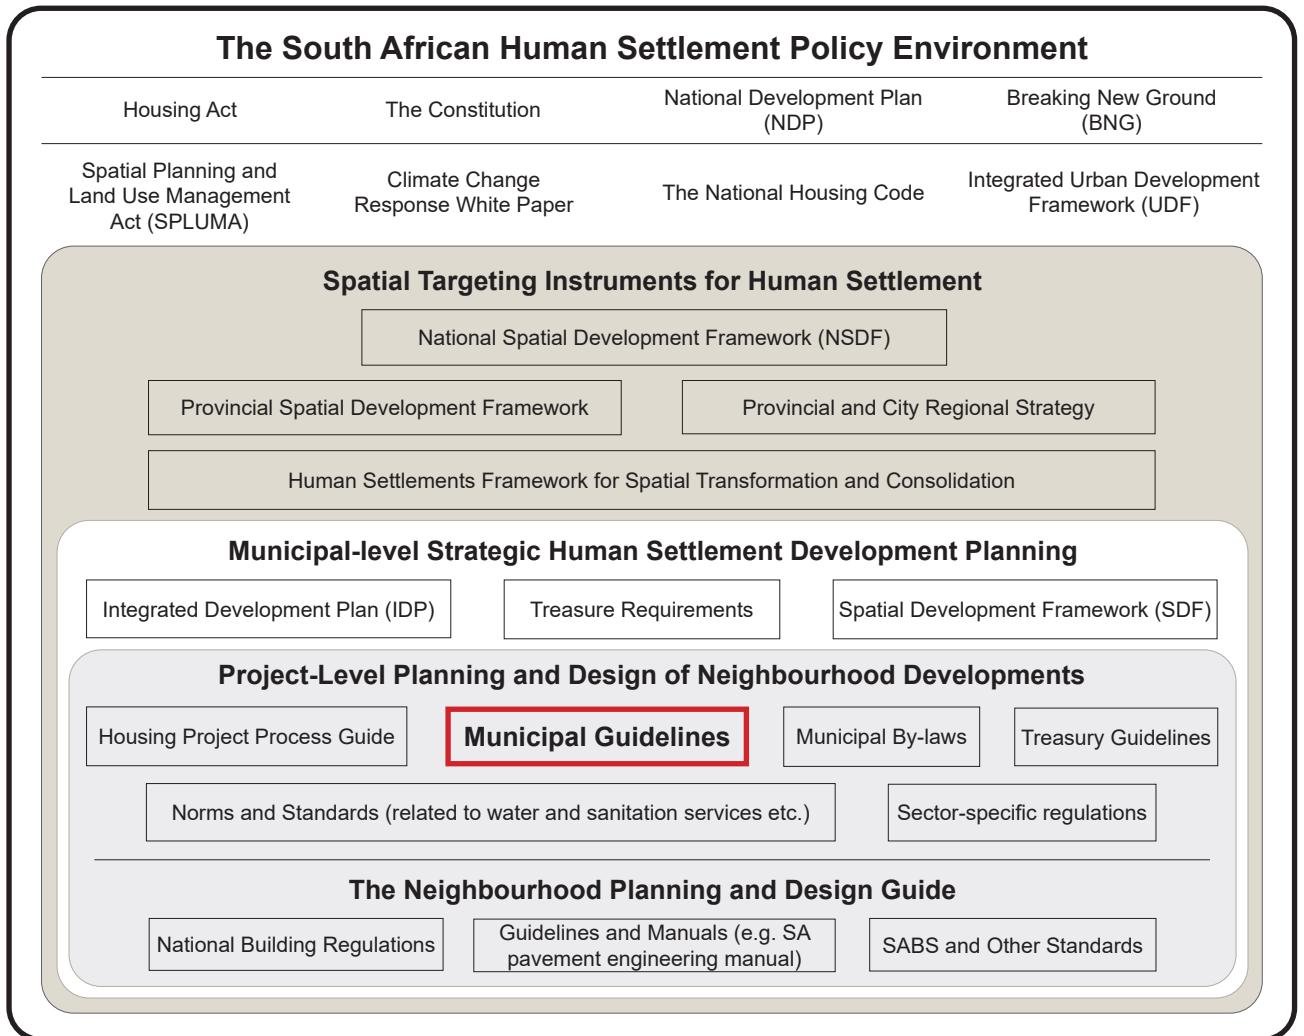 The South African Human Settlement Policy Environment
Housing Act
The Constitution
National Development Plan
(NDP)
Breaking New Ground
(BNG)
Spatial Planning and
Land Use Management
Act (SPLUMA)
Climate Change
Response White Paper
The National Housing Code
Integrated Urban Development
Framework (UDF)
Spatial Targeting Instruments for Human Settlement
National Spatial Development Framework (NSDF)
Provincial Spatial Development Framework
Provincial and City Regional Strategy
Human Settlements Framework for Spatial Transformation and Consolidation
Municipal-level Strategic Human Settlement Development Planning
Integrated Development Plan (IDP)
Treasure Requirements
Spatial Development Framework (SDF)
Project-Level Planning and Design of Neighbourhood Developments
Housing Project Process Guide
Municipal Guidelines
Municipal By-laws
Treasury Guidelines
Norms and Standards (related to water and sanitation services etc.)
Sector-specific regulations
The Neighbourhood Planning and Design Guide
National Building Regulations
Guidelines and Manuals (e.g. SA
pavement engineering manual)
SABS and Other Standards